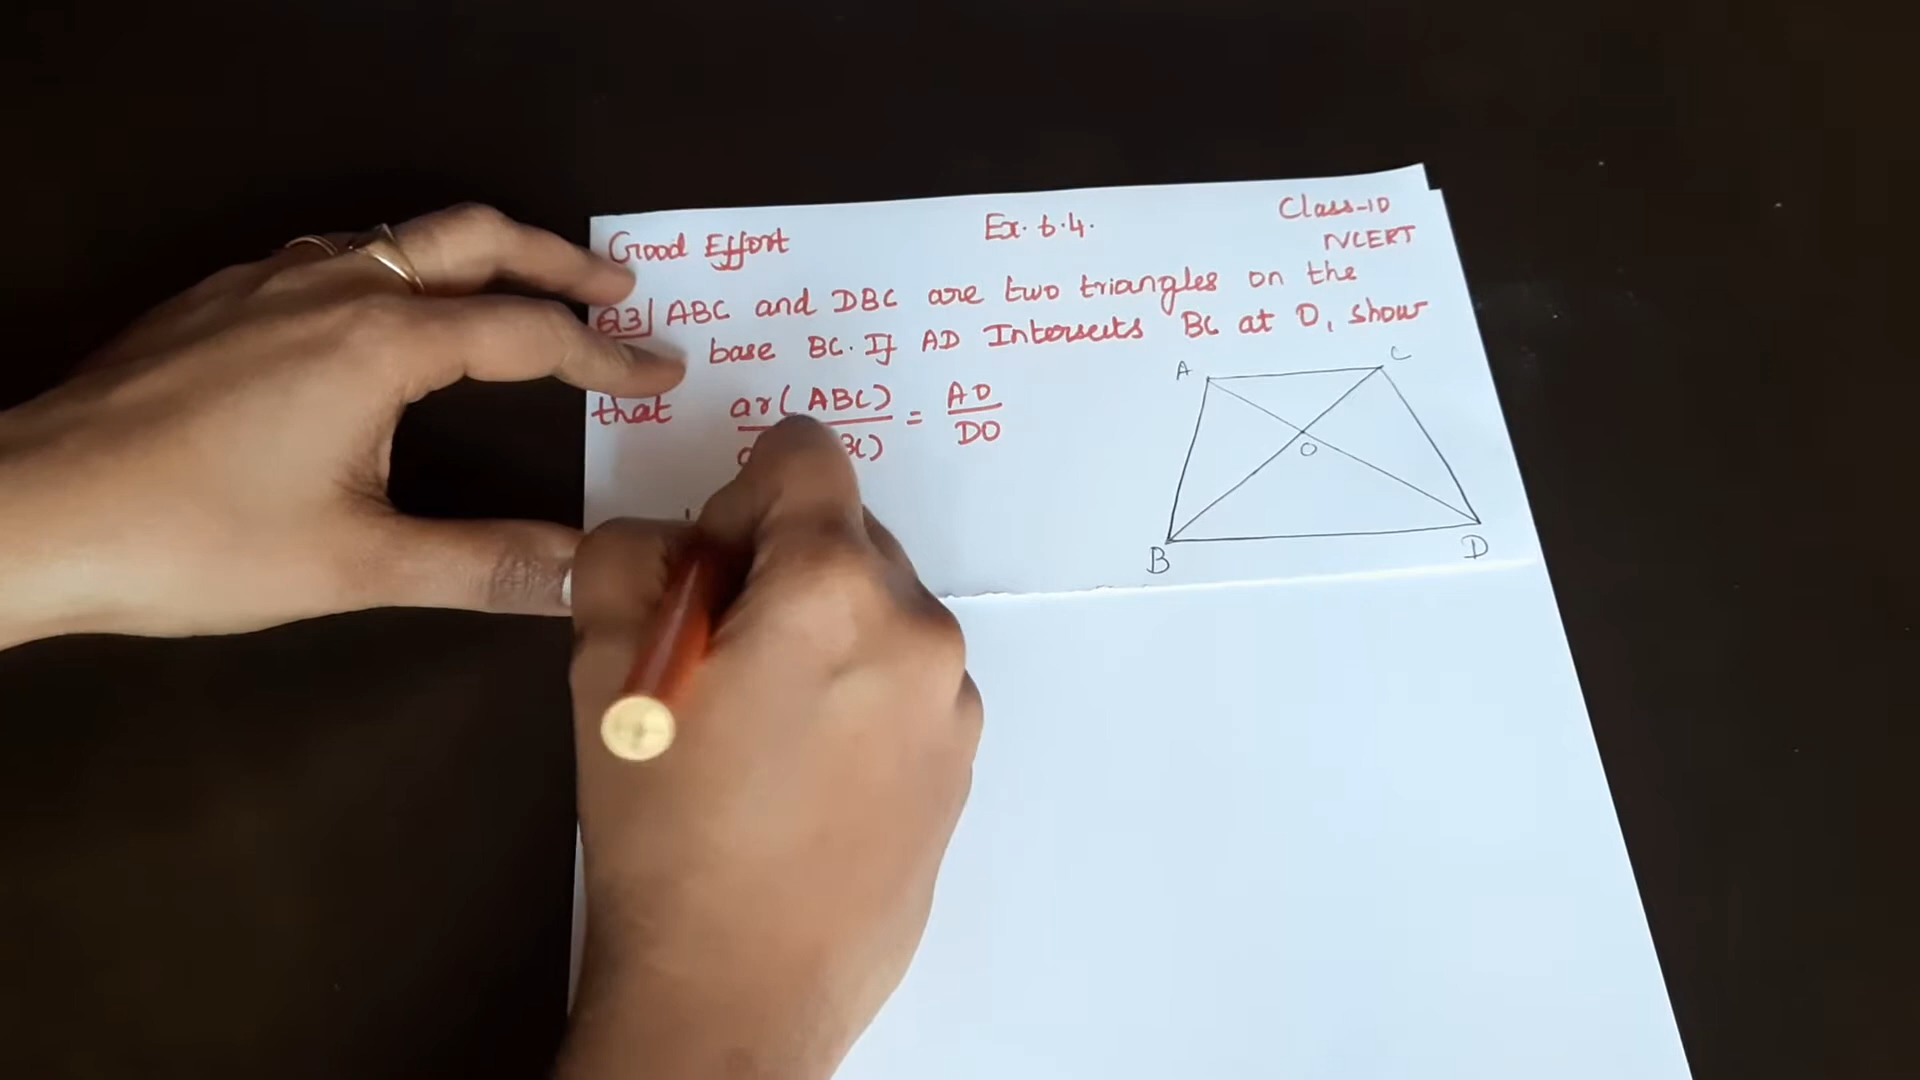 Good Effort Ex. 6.4. Class-10
NCERT
Q3 ABC and DBC are two triangles on the
base BC. If AD Intersects BC at O, show
that ar(ABC) = AO
BC) DO
A C
O
B D